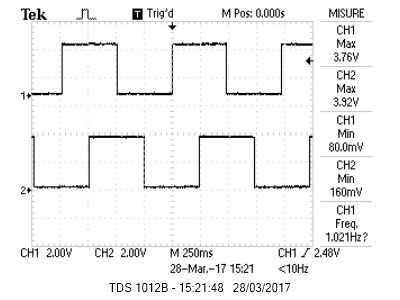 Tek T Trig'd M Pos: 0.000s MISURE
CH1
Max
3.76V
CH2
Max
3.92V
CH1
Min
80.0mV
CH2
Min
160mV
CH1
Freq.
1.021Hz?
1
2
CH1 2.00V CH2 2.00V M 250ms CH1 / 2.48V
28-Mar.-17 15:21 <10Hz
TDS 1012B - 15:21:48 28/03/2017